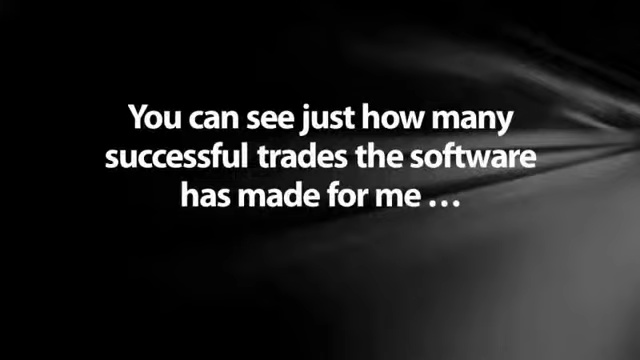 You can see just how many
successful trades the software
has made for me …